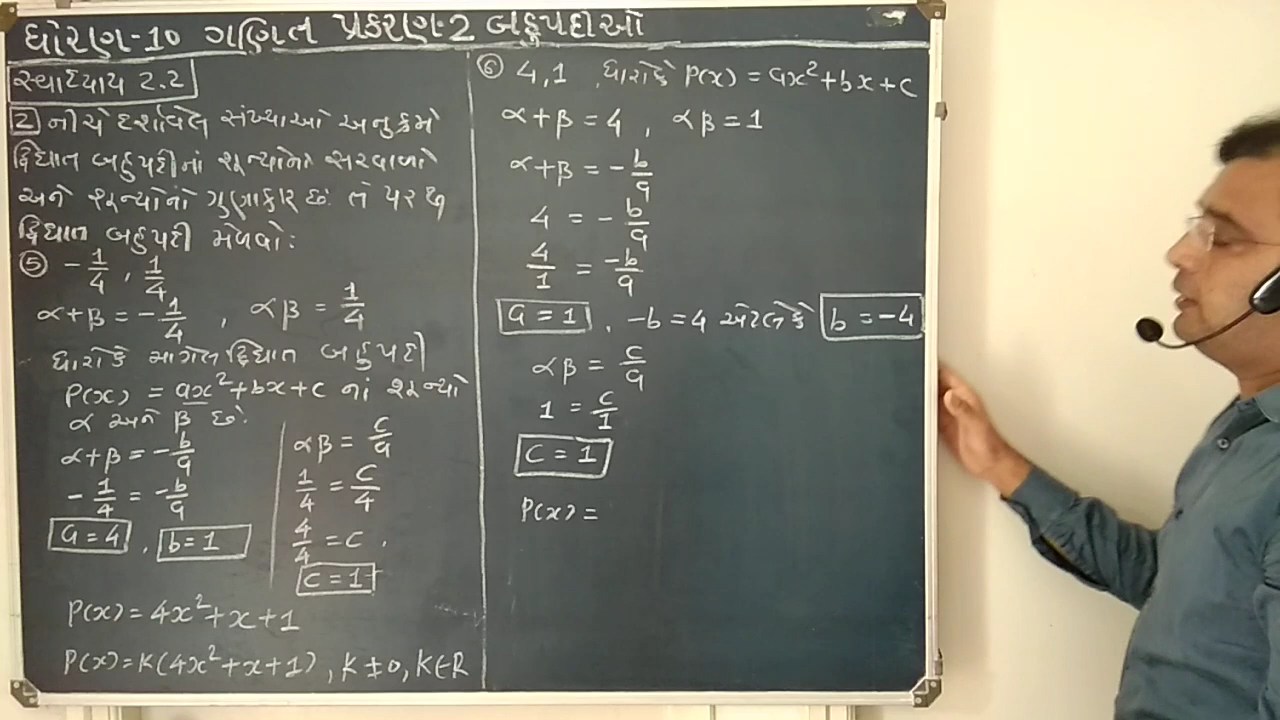 ધોરણ-10 ગણિત પ્રકરણ-2 બહુપદીઓ
સ્વાધ્યાય 2.2
2 નીચે દર્શાવેલ સંખ્યાઓ અનુક્રમે
દ્વિઘાત બહુપદીનાં શૂન્યોનો સરવાળો
અને શૂન્યોનો ગુણાકાર છે. તે પરથી
દ્વિઘાત બહુપદી મેળવો:
⑤ -1/4 , 1/4
α+β = -1/4 , αβ = 1/4
ધારોકે માગેલ દ્વિઘાત બહુપદી
P(x) = ax²+bx+c નાં શૂન્યો
α અને β છે.
α+β = -b/a
-1/4 = -b/a
a=4 , b=1
αβ = c/a
1/4 = c/4
4/4 = c
c=1
P(x) = 4x²+x+1
P(x) = K(4x²+x+1), K≠0, K∈R
⑥ 4,1 , ધારોકે P(x) = ax²+bx+c
α+β = 4 , αβ = 1
α+β = -b/a
4 = -b/a
4/1 = -b/a
a=1 , -b=4 એટલેકે b=-4
αβ = c/a
1 = c/1
c=1
P(x) =